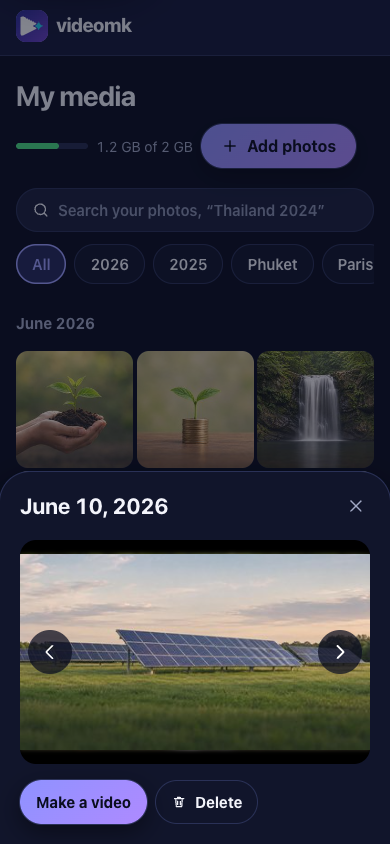 videomk
My media
1.2 GB of 2 GB
+ Add photos
Search your photos, “Thailand 2024”
All 2026 2025 Phuket Paris
June 2026
June 10, 2026
Make a video Delete